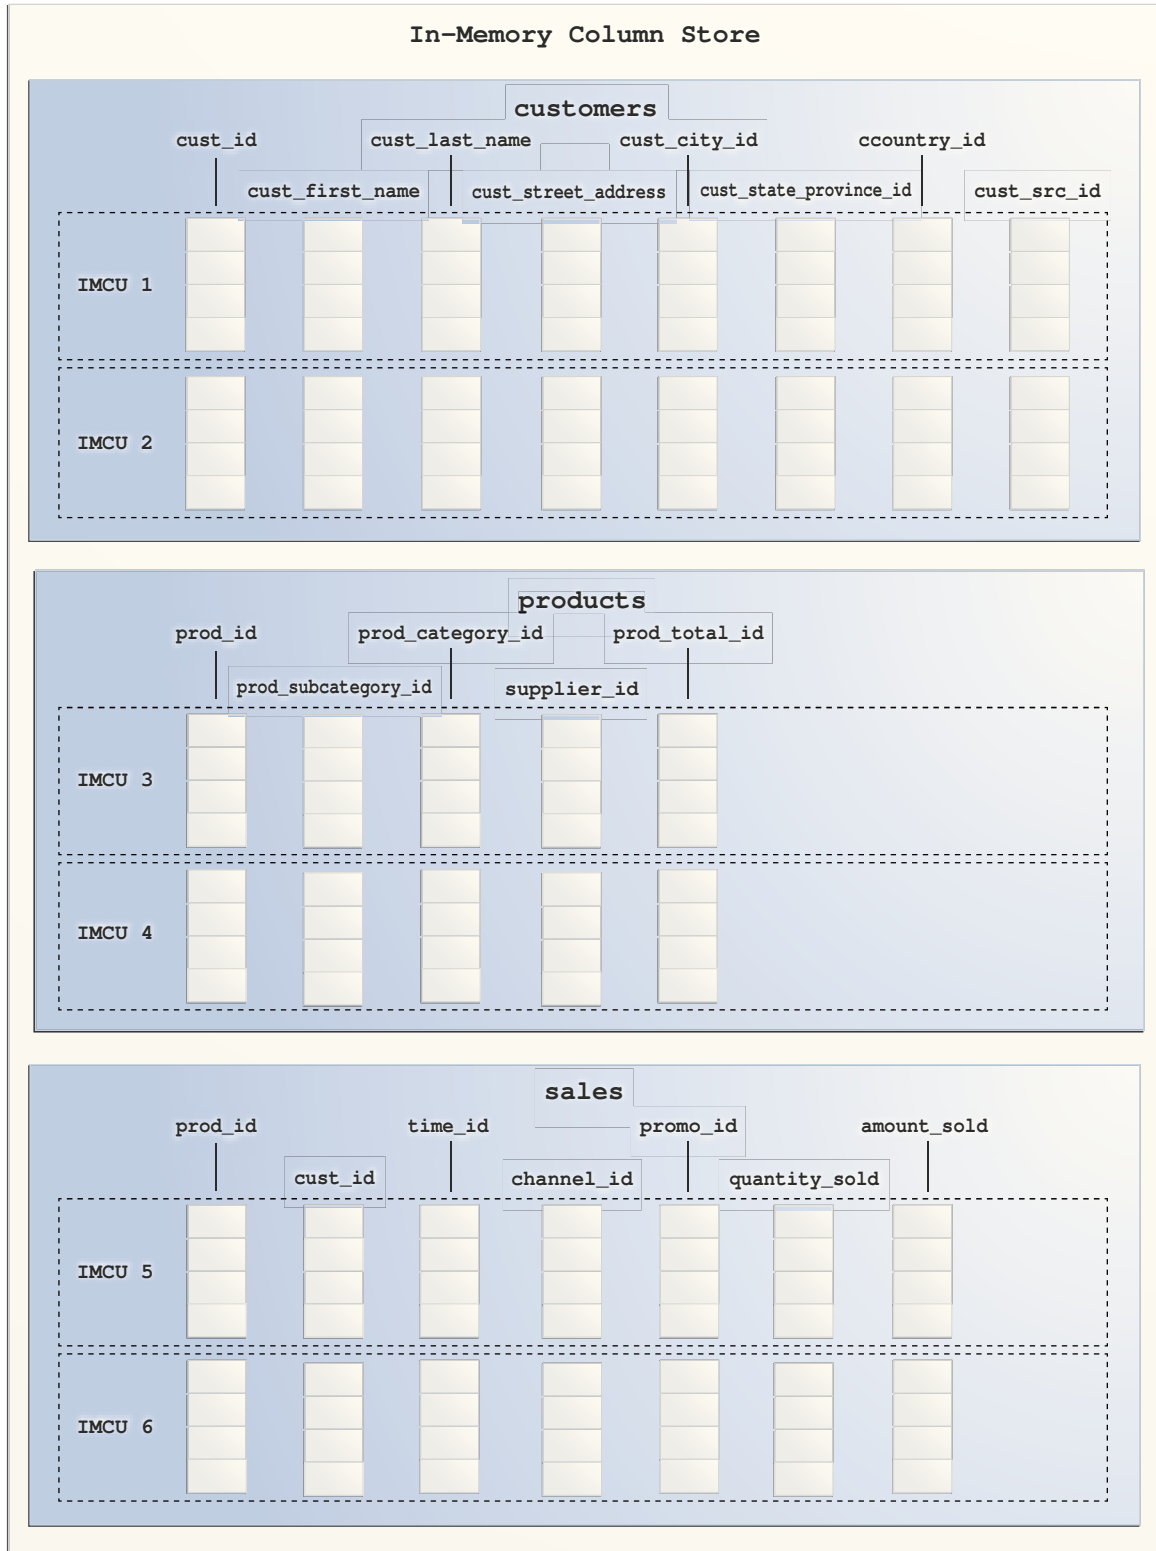 In-Memory Column Store
customers
cust_id cust_last_name cust_city_id ccountry_id
cust_first_name cust_street_address cust_state_province_id cust_src_id
IMCU 1
IMCU 2
products
prod_id prod_category_id prod_total_id
prod_subcategory_id supplier_id
IMCU 3
IMCU 4
sales
prod_id time_id promo_id amount_sold
cust_id channel_id quantity_sold
IMCU 5
IMCU 6